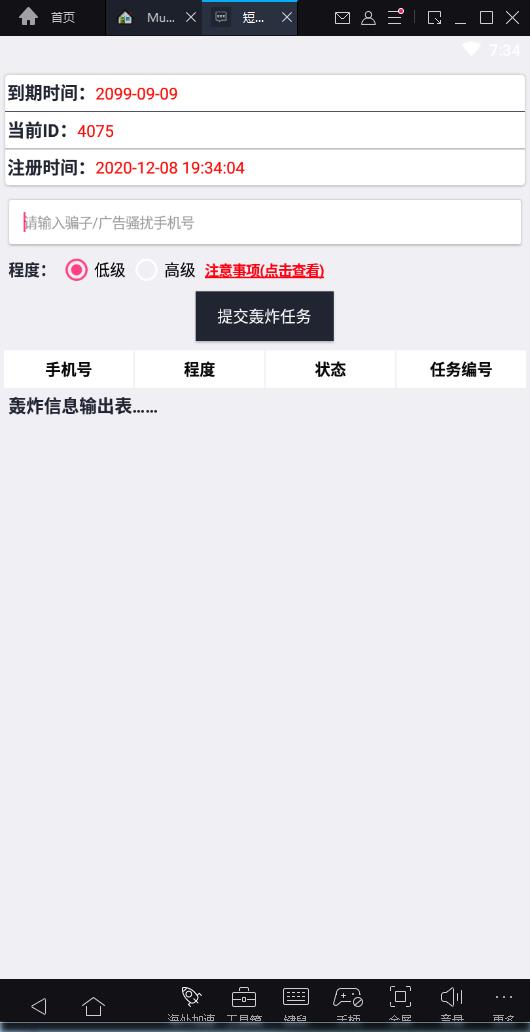 首页
Mu...
短...
7:34
到期时间：2099-09-09
当前ID：4075
注册时间：2020-12-08 19:34:04
请输入骗子/广告骚扰手机号
程度： 低级 高级 注意事项(点击查看)
提交轰炸任务
手机号 程度 状态 任务编号
轰炸信息输出表......
海外加速 工具箱 键鼠 手柄 全屏 音量 更多